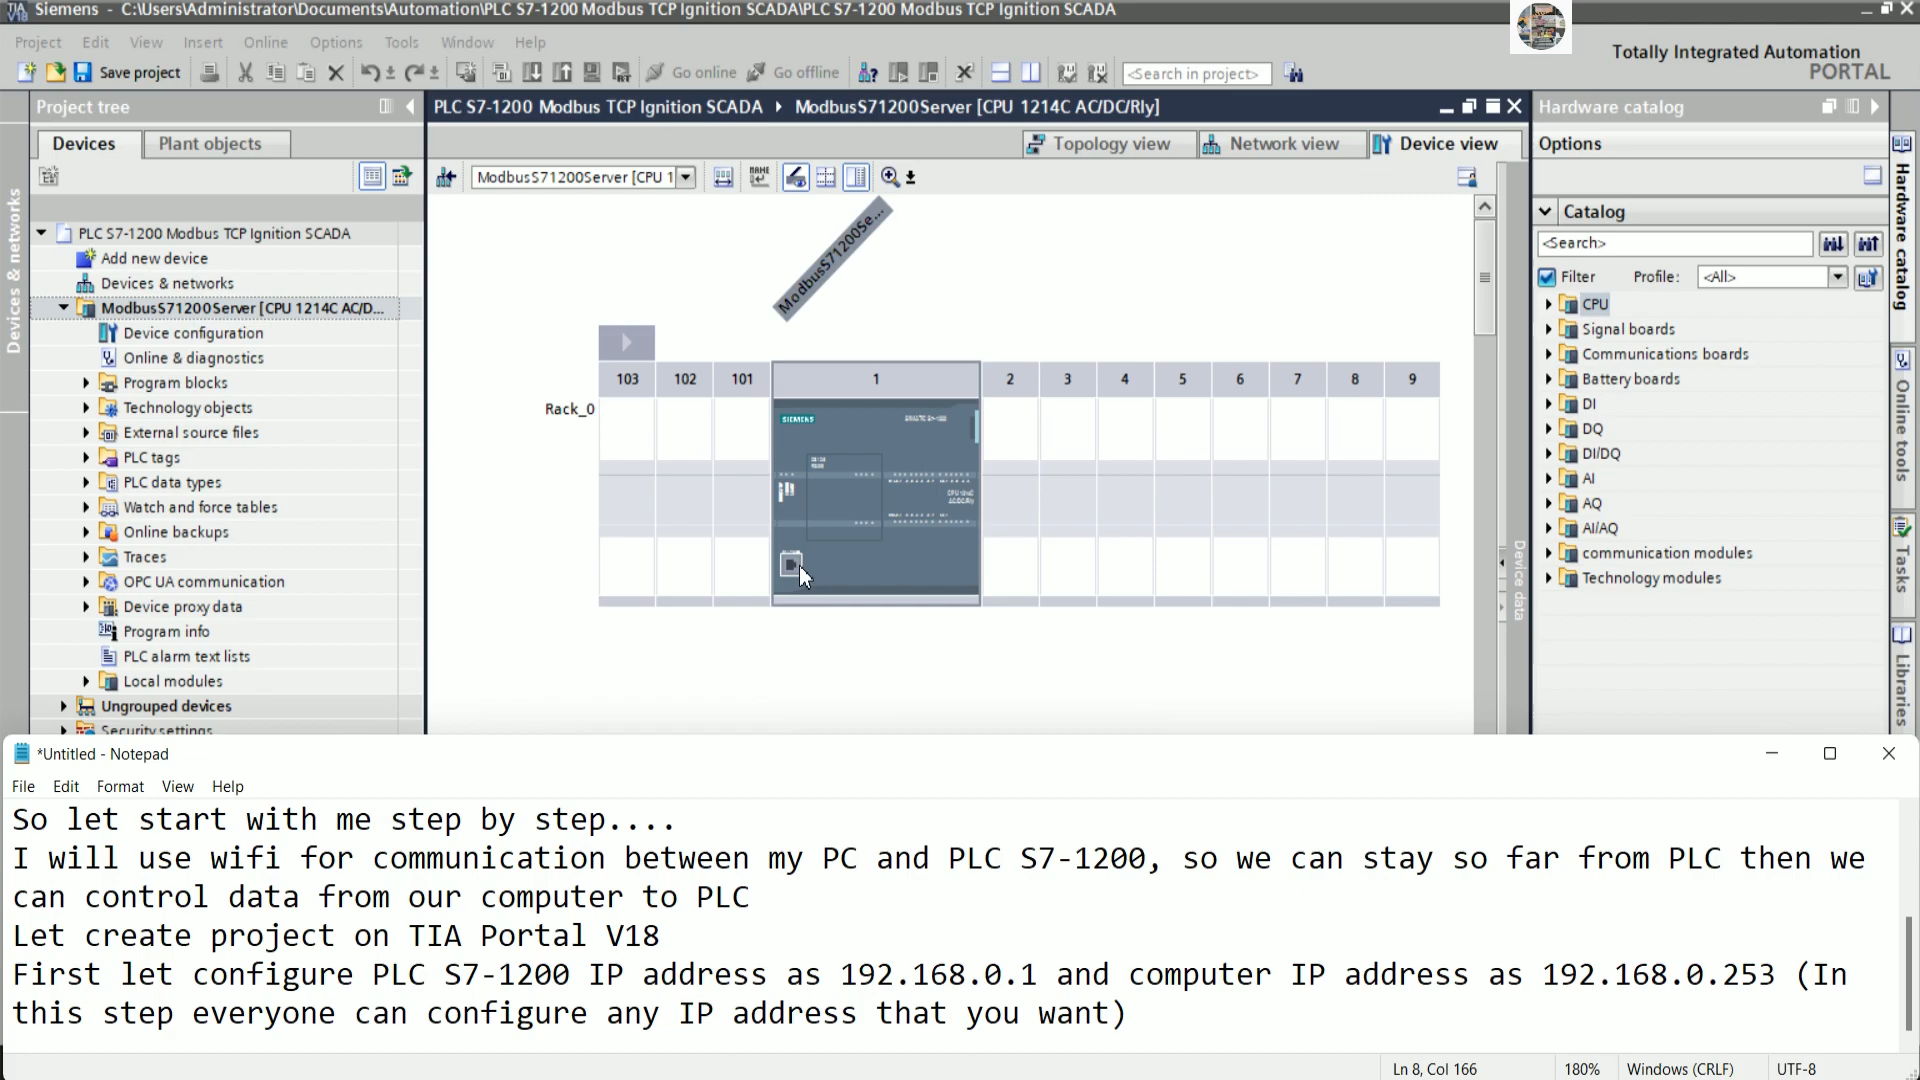 Siemens - C:\Users\Administrator\Documents\Automation\PLC S7-1200 Modbus TCP Ignition SCADA\PLC S7-1200 Modbus TCP Ignition SCADA
Project Edit View Insert Online Options Tools Window Help
Totally Integrated Automation
PORTAL
Save project
Go online
Go offline
<Search in project>
Project tree
PLC S7-1200 Modbus TCP Ignition SCADA
ModbusS71200Server [CPU 1214C AC/DC/Rly]
Hardware catalog
Devices
Plant objects
Topology view
Network view
Device view
Options
ModbusS71200Server [CPU 1
Devices & networks
PLC S7-1200 Modbus TCP Ignition SCADA
Add new device
Devices & networks
ModbusS71200Server [CPU 1214C AC/D...
Device configuration
Online & diagnostics
Program blocks
Technology objects
External source files
PLC tags
PLC data types
Watch and force tables
Online backups
Traces
OPC UA communication
Device proxy data
Program info
PLC alarm text lists
Local modules
Ungrouped devices
Security settings
ModbusS71200Se...
103 102 101 1 2 3 4 5 6 7 8 9
Rack_0
SIEMENS
SIMATIC S7-1200
CPU 1214C
AC/DC/Rly
Device data
Catalog
<Search>
Filter
Profile:
<All>
CPU
Signal boards
Communications boards
Battery boards
DI
DQ
DI/DQ
AI
AQ
AI/AQ
communication modules
Technology modules
Hardware catalog
Online tools
Tasks
Libraries
*Untitled - Notepad
File Edit Format View Help
So let start with me step by step....
I will use wifi for communication between my PC and PLC S7-1200, so we can stay so far from PLC then we
can control data from our computer to PLC
Let create project on TIA Portal V18
First let configure PLC S7-1200 IP address as 192.168.0.1 and computer IP address as 192.168.0.253 (In
this step everyone can configure any IP address that you want)
Ln 8, Col 166
180%
Windows (CRLF)
UTF-8